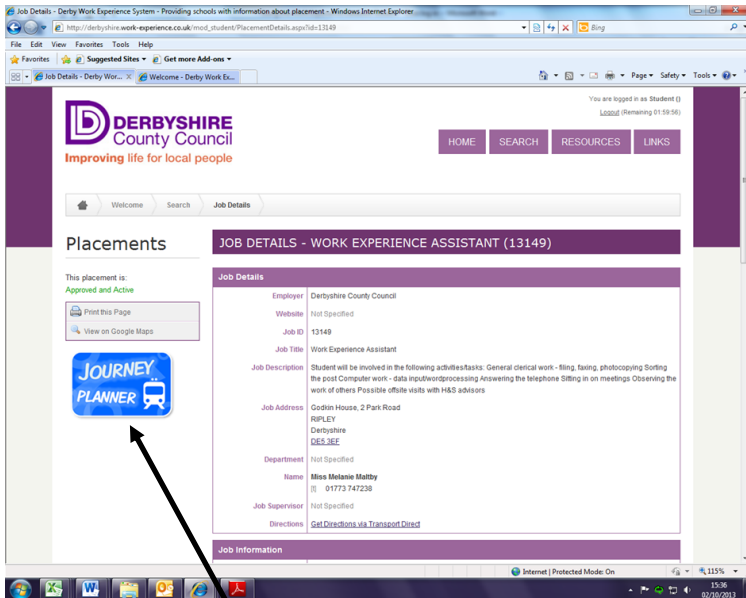 Job Details - Derby Work Experience System - Providing schools with information about placement - Windows Internet Explorer
http://derbyshire.work-experience.co.uk/mod_student/PlacementDetails.aspx?id=13149
Bing
File Edit View Favorites Tools Help
Favorites Suggested Sites Get more Add-ons
Job Details - Derby Wor... Welcome - Derby Work Ex...
Page Safety Tools
You are logged in as Student ()
Logout (Remaining 01:59:56)
DERBYSHIRE
County Council
Improving life for local people
HOME SEARCH RESOURCES LINKS
Welcome Search Job Details
Placements
JOB DETAILS - WORK EXPERIENCE ASSISTANT (13149)
This placement is:
Approved and Active
Print this Page
View on Google Maps
JOURNEY
PLANNER
Job Details
Employer Derbyshire County Council
Website Not Specified
Job ID 13149
Job Title Work Experience Assistant
Job Description Student will be involved in the following activities/tasks: General clerical work - filing, faxing, photocopying Sorting
the post Computer work - data input/wordprocessing Answering the telephone Sitting in on meetings Observing the
work of others Possible offsite visits with H&S advisors
Job Address Godkin House, 2 Park Road
RIPLEY
Derbyshire
DE5 3EF
Department Not Specified
Name Miss Melanie Maltby
[t] 01773 747238
Job Supervisor Not Specified
Directions Get Directions via Transport Direct
Job Information
Internet | Protected Mode: On 115%
15:36
02/10/2013